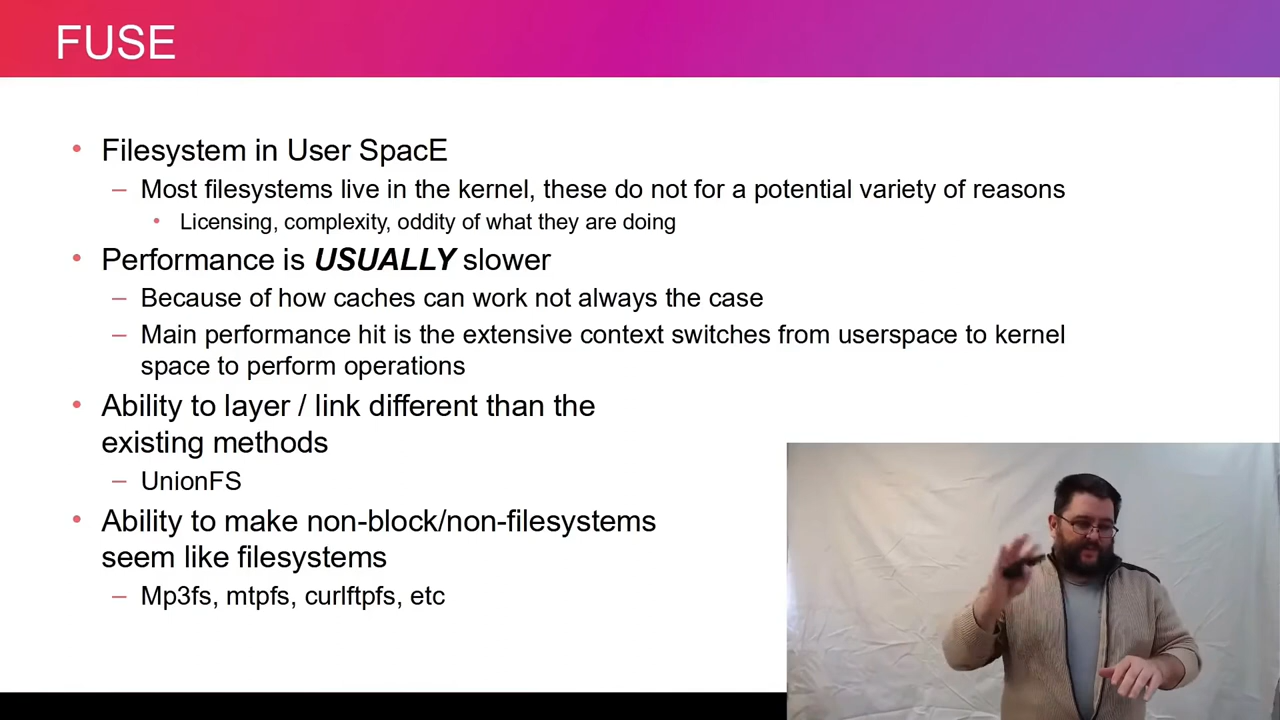 FUSE
• Filesystem in User SpacE
– Most filesystems live in the kernel, these do not for a potential variety of reasons
• Licensing, complexity, oddity of what they are doing
• Performance is USUALLY slower
– Because of how caches can work not always the case
– Main performance hit is the extensive context switches from userspace to kernel
space to perform operations
• Ability to layer / link different than the
existing methods
– UnionFS
• Ability to make non-block/non-filesystems
seem like filesystems
– Mp3fs, mtpfs, curlftpfs, etc